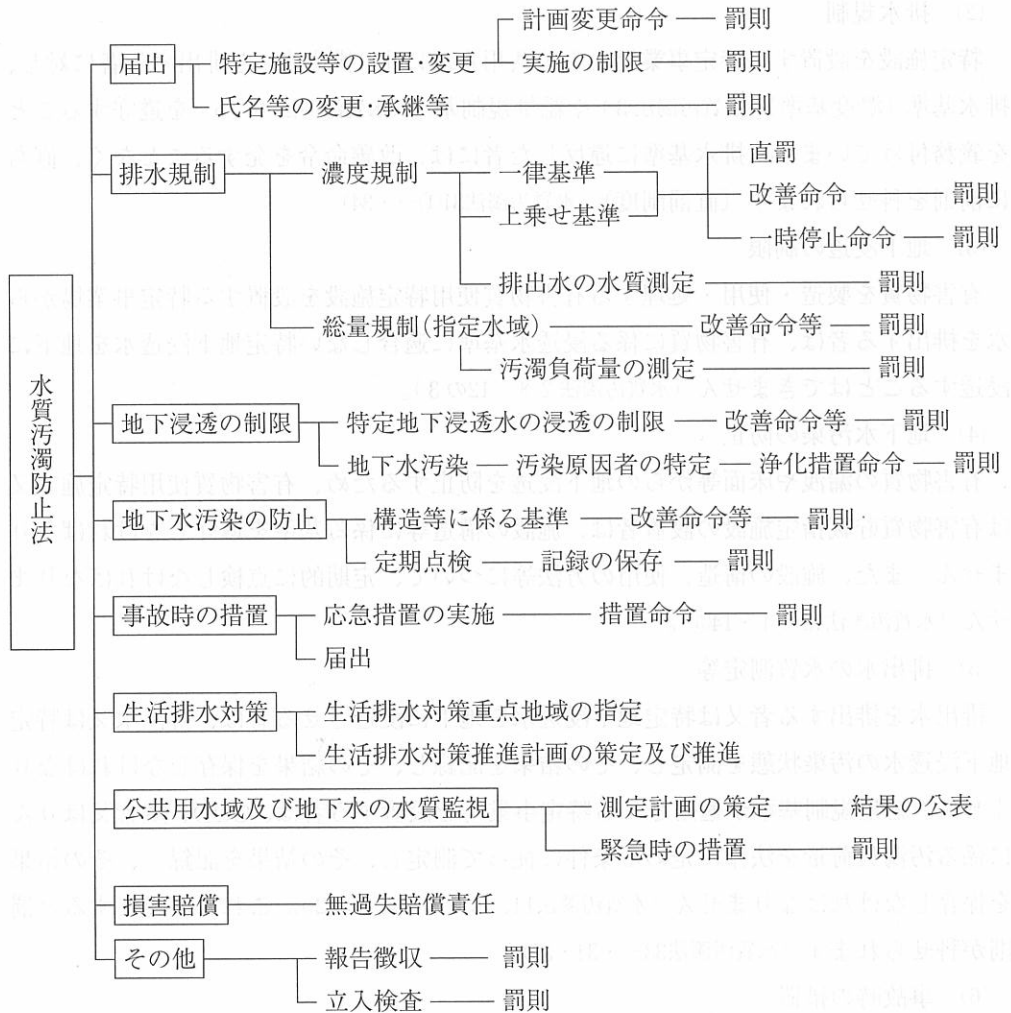 計画変更命令 罰則
届出 特定施設等の設置・変更 実施の制限 罰則
氏名等の変更・承継等 罰則
排水規制 濃度規制 一律基準 直罰
上乗せ基準 改善命令 罰則
一時停止命令 罰則
排出水の水質測定 罰則
総量規制(指定水域) 改善命令等 罰則
汚濁負荷量の測定 罰則
水質汚濁防止法
地下浸透の制限 特定地下浸透水の浸透の制限 改善命令等 罰則
地下水汚染 汚染原因者の特定 浄化措置命令 罰則
地下水汚染の防止 構造等に係る基準 改善命令等 罰則
定期点検 記録の保存 罰則
事故時の措置 応急措置の実施 措置命令 罰則
届出
生活排水対策 生活排水対策重点地域の指定
生活排水対策推進計画の策定及び推進
公共用水域及び地下水の水質監視 測定計画の策定 結果の公表
緊急時の措置 罰則
損害賠償 無過失賠償責任
その他 報告徴収 罰則
立入検査 罰則